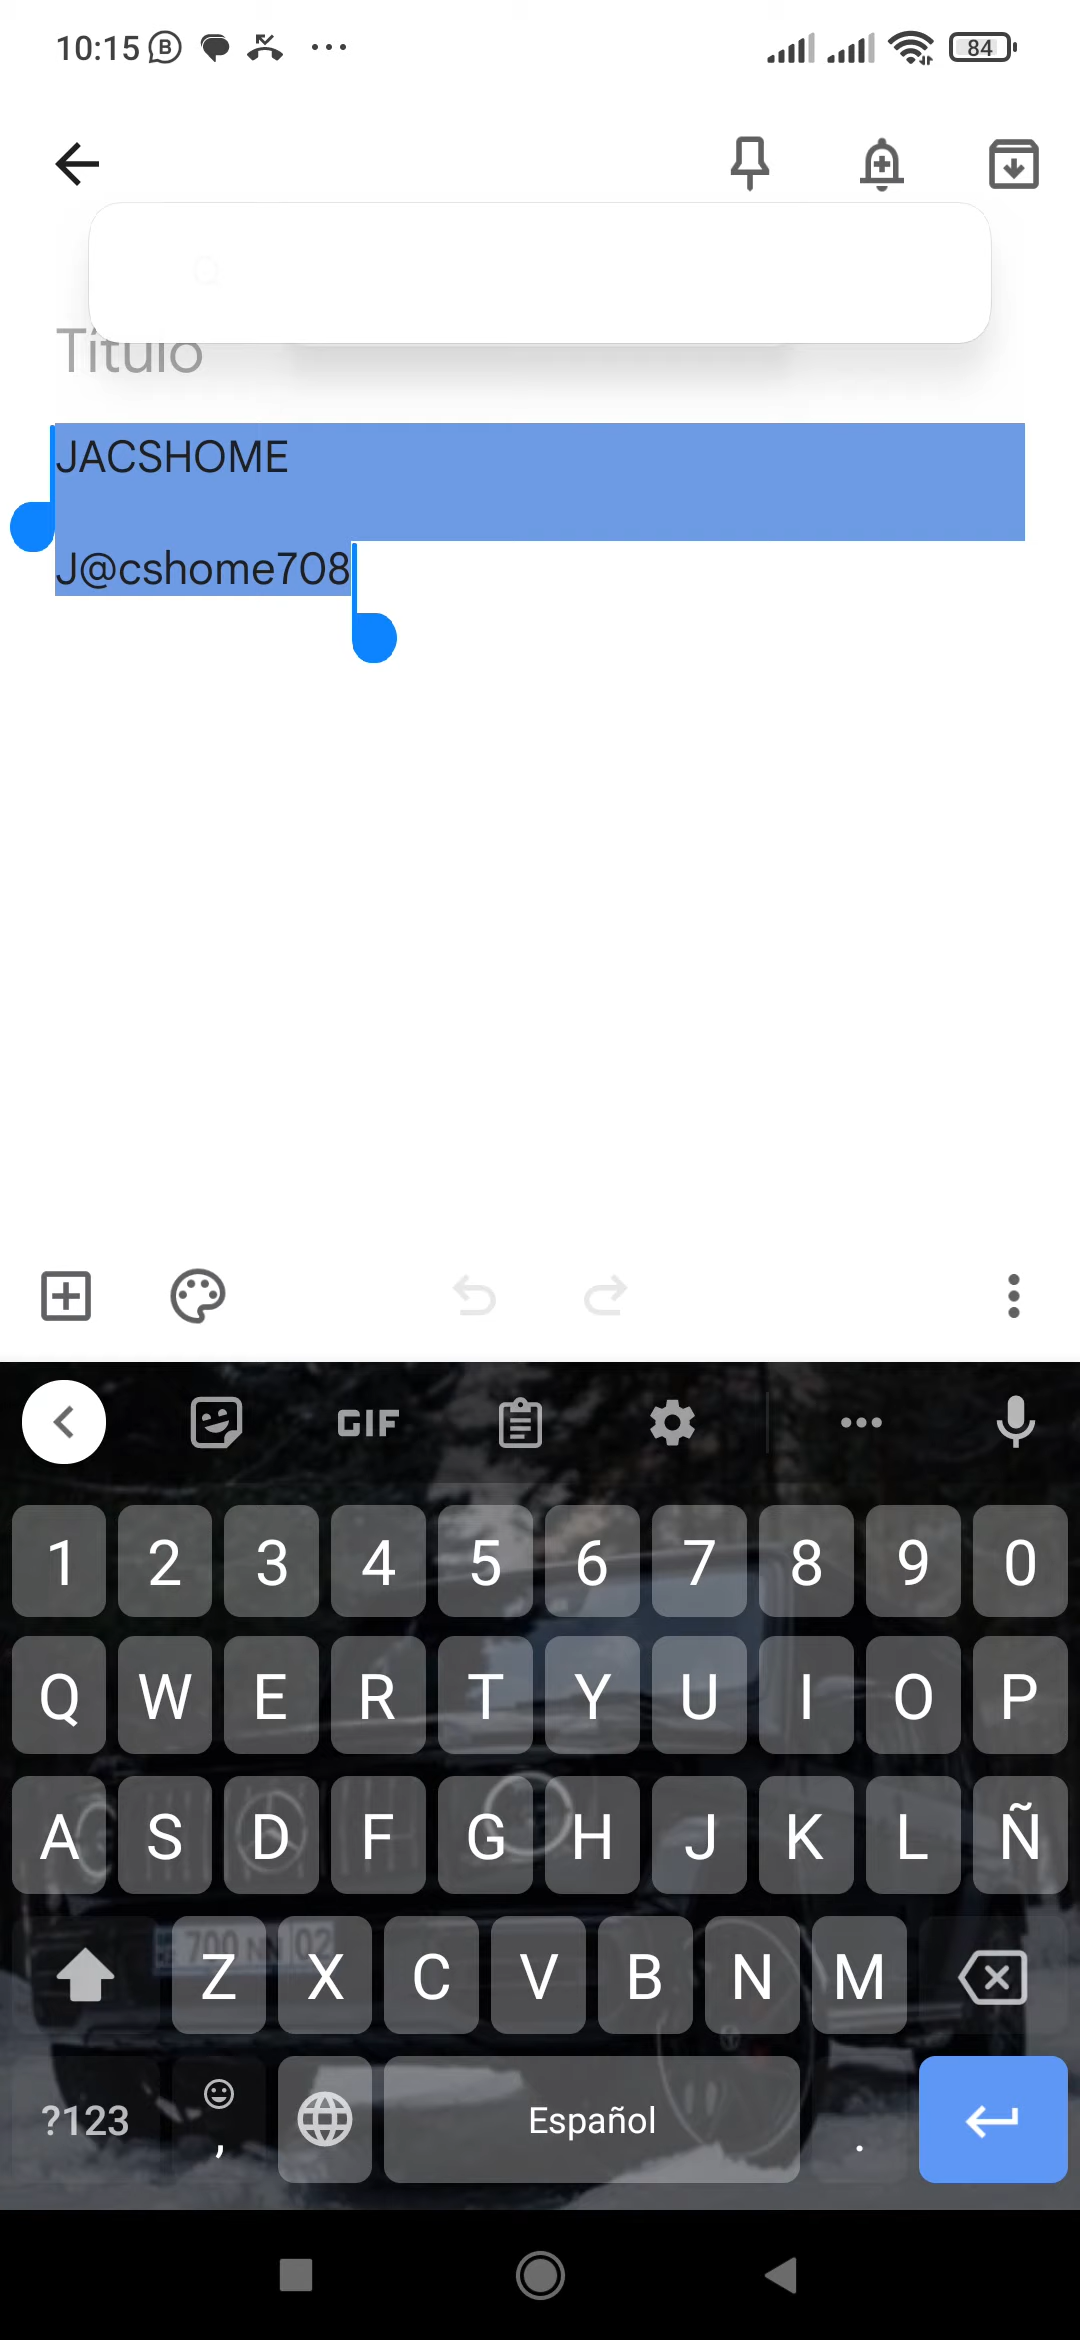 10:15
84
Título
JACSHOME
J@cshome708
GIF
1 2 3 4 5 6 7 8 9 0
Q W E R T Y U I O P
A S D F G H J K L Ñ
Z X C V B N M
?123 , Español .